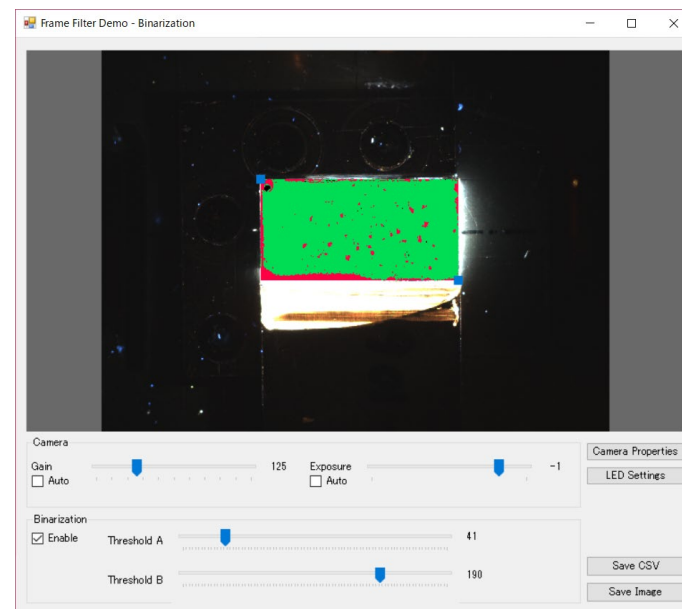 Frame Filter Demo - Binarization
Camera
Gain
125
Auto
Exposure
-1
Auto
Camera Properties
LED Settings
Binarization
Enable
Threshold A
41
Threshold B
190
Save CSV
Save Image